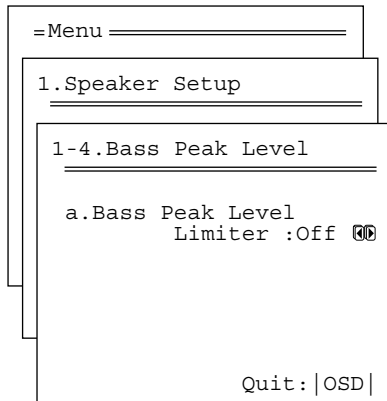 =Menu
1.Speaker Setup
1-4.Bass Peak Level
a.Bass Peak Level
Limiter :Off
Quit:|OSD|